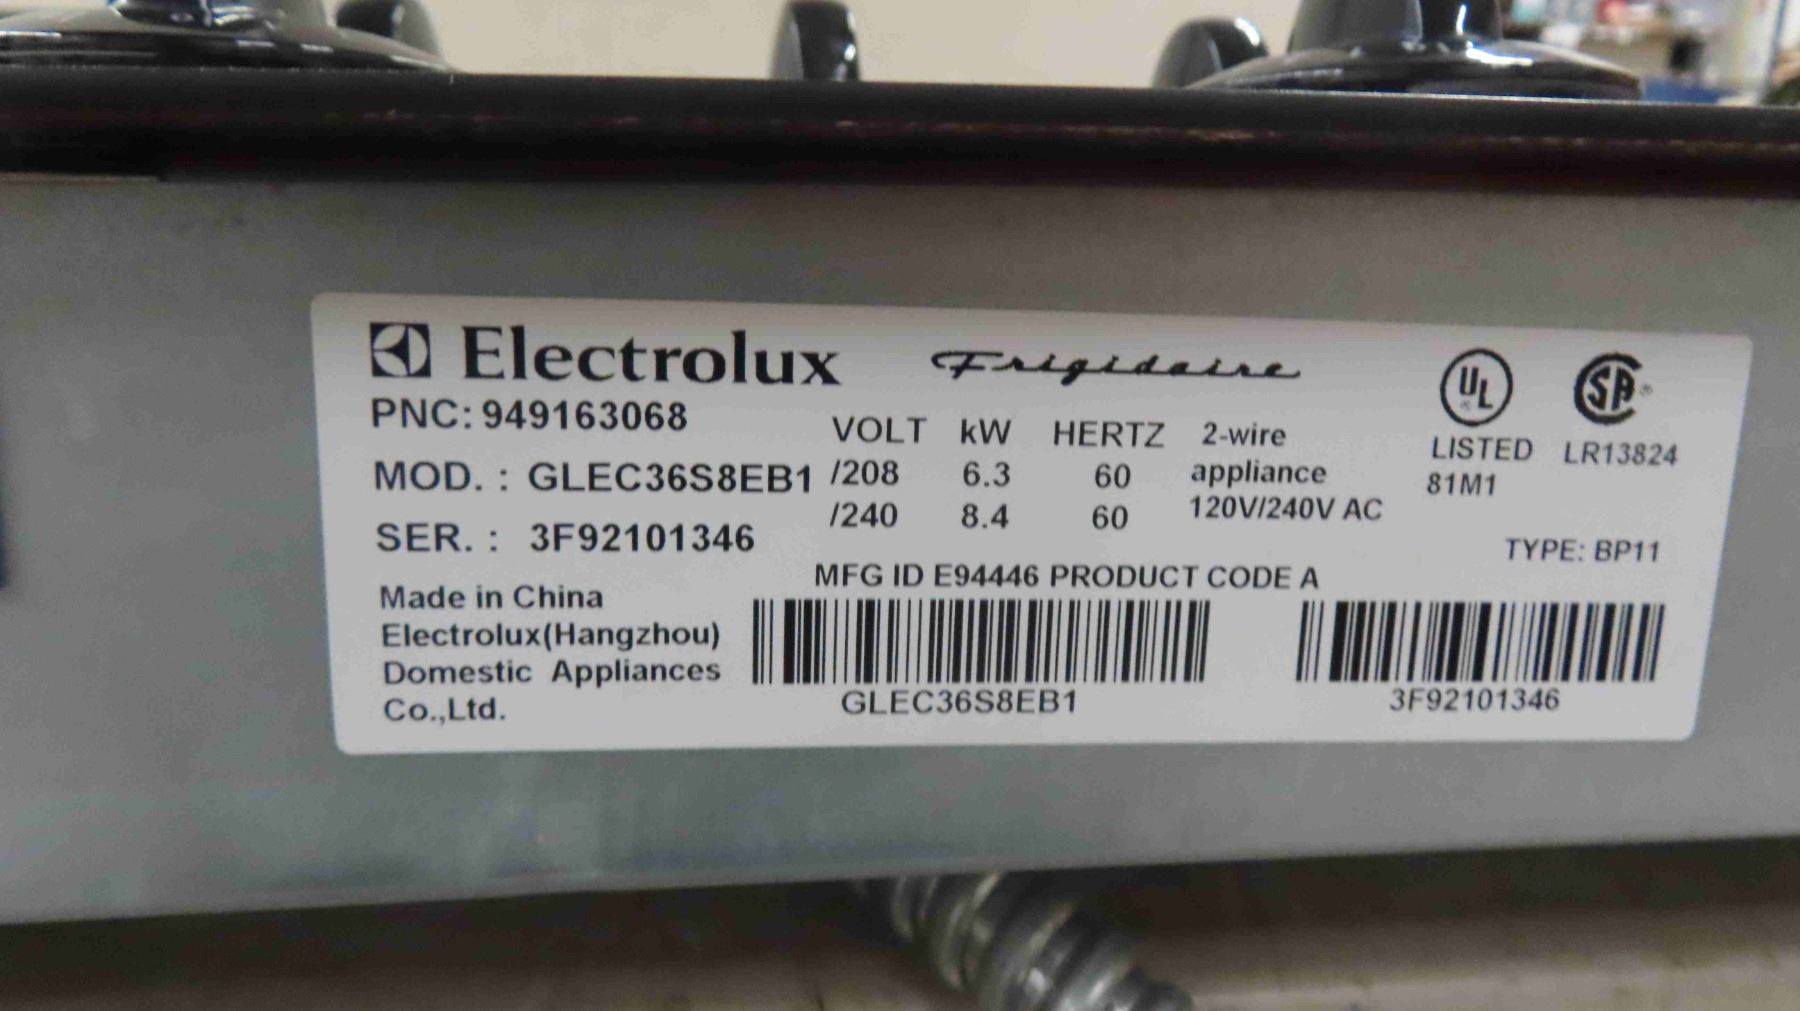 Electrolux Frigidaire
PNC: 949163068
MOD. : GLEC36S8EB1
SER. : 3F92101346
VOLT kW HERTZ
/208 6.3 60
/240 8.4 60
2-wire
appliance
120V/240V AC
UL
LISTED
81M1
SA
LR13824
TYPE: BP11
MFG ID E94446 PRODUCT CODE A
Made in China
Electrolux(Hangzhou)
Domestic Appliances
Co.,Ltd.
GLEC36S8EB1
3F92101346